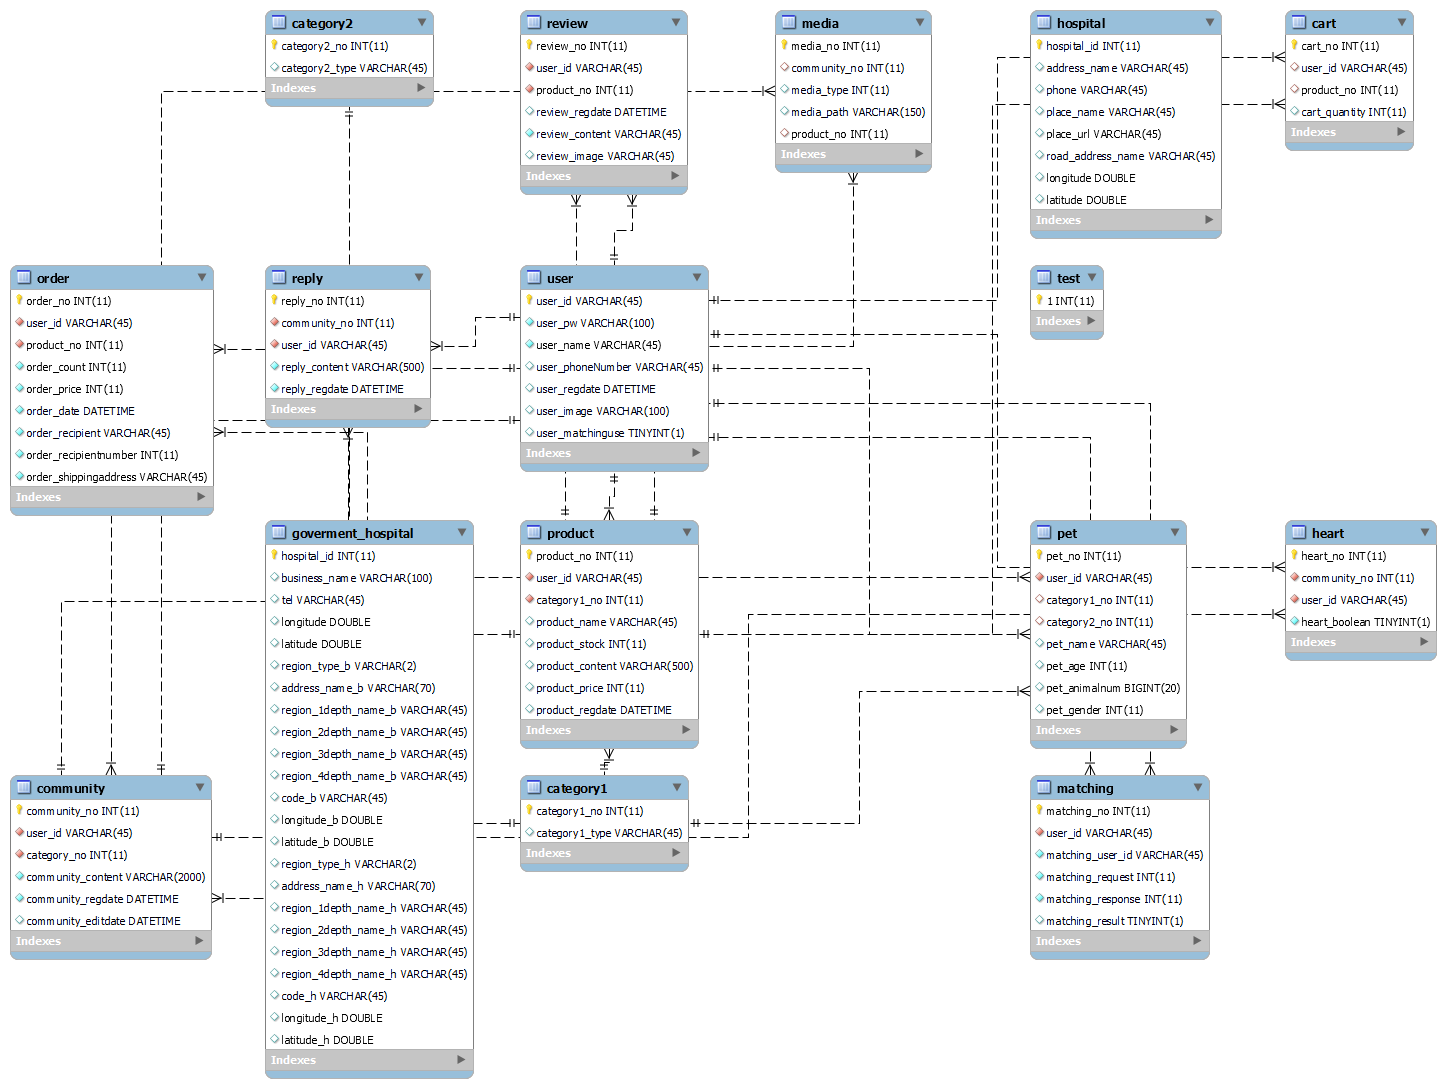 category2
category2_no INT(11)
category2_type VARCHAR(45)
Indexes
review
review_no INT(11)
user_id VARCHAR(45)
product_no INT(11)
review_regdate DATETIME
review_content VARCHAR(45)
review_image VARCHAR(45)
Indexes
media
media_no INT(11)
community_no INT(11)
media_type INT(11)
media_path VARCHAR(150)
product_no INT(11)
Indexes
hospital
hospital_id INT(11)
address_name VARCHAR(45)
phone VARCHAR(45)
place_name VARCHAR(45)
place_url VARCHAR(45)
road_address_name VARCHAR(45)
longitude DOUBLE
latitude DOUBLE
Indexes
cart
cart_no INT(11)
user_id VARCHAR(45)
product_no INT(11)
cart_quantity INT(11)
Indexes
order
order_no INT(11)
user_id VARCHAR(45)
product_no INT(11)
order_count INT(11)
order_price INT(11)
order_date DATETIME
order_recipient VARCHAR(45)
order_recipientnumber INT(11)
order_shippingaddress VARCHAR(45)
Indexes
reply
reply_no INT(11)
community_no INT(11)
user_id VARCHAR(45)
reply_content VARCHAR(500)
reply_regdate DATETIME
Indexes
user
user_id VARCHAR(45)
user_pw VARCHAR(100)
user_name VARCHAR(45)
user_phoneNumber VARCHAR(45)
user_regdate DATETIME
user_image VARCHAR(100)
user_matchinguse TINYINT(1)
Indexes
test
1 INT(11)
Indexes
goverment_hospital
hospital_id INT(11)
business_name VARCHAR(100)
tel VARCHAR(45)
longitude DOUBLE
latitude DOUBLE
region_type_b VARCHAR(2)
address_name_b VARCHAR(70)
region_1depth_name_b VARCHAR(45)
region_2depth_name_b VARCHAR(45)
region_3depth_name_b VARCHAR(45)
region_4depth_name_b VARCHAR(45)
code_b VARCHAR(45)
longitude_b DOUBLE
latitude_b DOUBLE
region_type_h VARCHAR(2)
address_name_h VARCHAR(70)
region_1depth_name_h VARCHAR(45)
region_2depth_name_h VARCHAR(45)
region_3depth_name_h VARCHAR(45)
region_4depth_name_h VARCHAR(45)
code_h VARCHAR(45)
longitude_h DOUBLE
latitude_h DOUBLE
Indexes
product
product_no INT(11)
user_id VARCHAR(45)
category1_no INT(11)
product_name VARCHAR(45)
product_stock INT(11)
product_content VARCHAR(500)
product_price INT(11)
product_regdate DATETIME
Indexes
pet
pet_no INT(11)
user_id VARCHAR(45)
category1_no INT(11)
category2_no INT(11)
pet_name VARCHAR(45)
pet_age INT(11)
pet_animalnum BIGINT(20)
pet_gender INT(11)
Indexes
heart
heart_no INT(11)
community_no INT(11)
user_id VARCHAR(45)
heart_boolean TINYINT(1)
Indexes
community
community_no INT(11)
user_id VARCHAR(45)
category_no INT(11)
community_content VARCHAR(2000)
community_regdate DATETIME
community_editdate DATETIME
Indexes
category1
category1_no INT(11)
category1_type VARCHAR(45)
Indexes
matching
matching_no INT(11)
user_id VARCHAR(45)
matching_user_id VARCHAR(45)
matching_request INT(11)
matching_response INT(11)
matching_result TINYINT(1)
Indexes